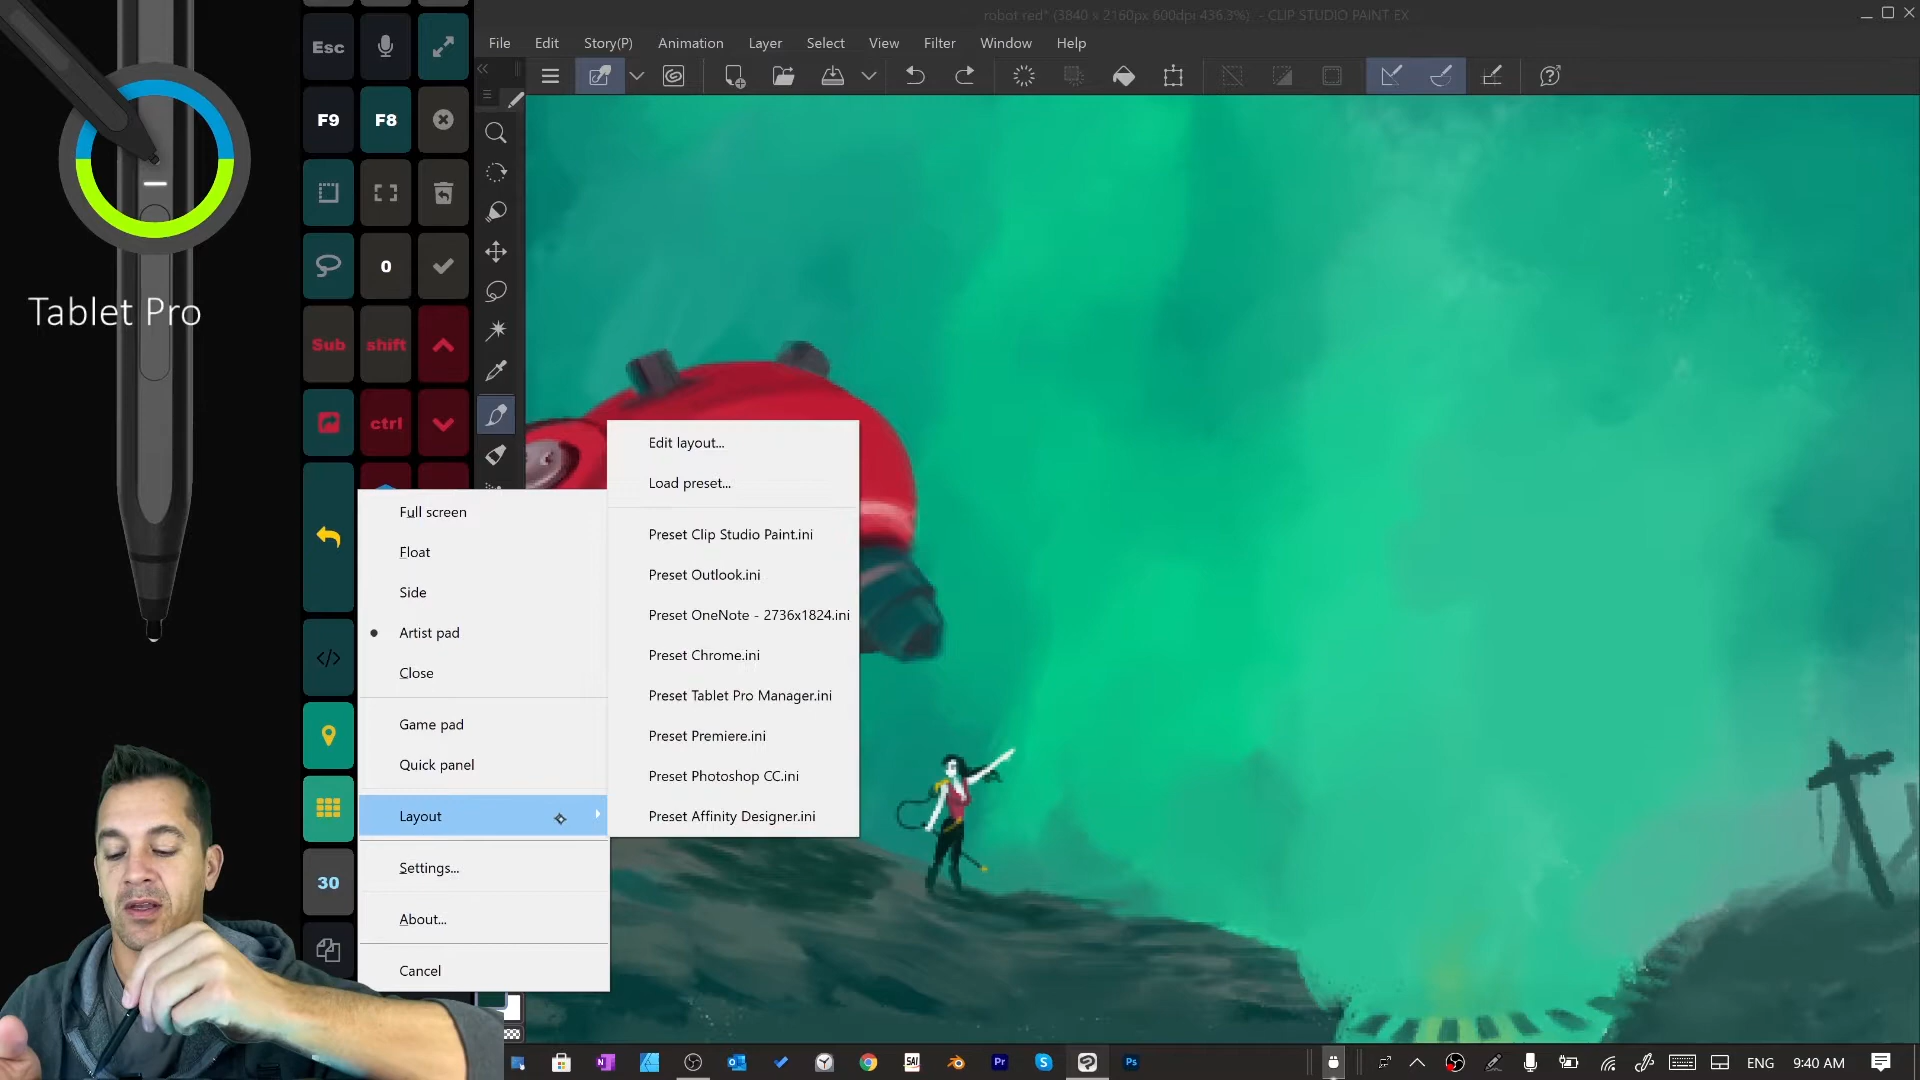 robot red* (3840 x 2160px 600dpi 436.3%) - CLIP STUDIO PAINT EX
File Edit Story(P) Animation Layer Select View Filter Window Help
Esc
F9 F8
0
Tablet Pro
Sub shift
ctrl
Full screen
Float
Side
Artist pad
Close
Game pad
Quick panel
Layout
Settings...
About...
Cancel
Edit layout...
Load preset...
Preset Clip Studio Paint.ini
Preset Outlook.ini
Preset OneNote - 2736x1824.ini
Preset Chrome.ini
Preset Tablet Pro Manager.ini
Preset Premiere.ini
Preset Photoshop CC.ini
Preset Affinity Designer.ini
30
SAI Pr Ps ENG 9:40 AM